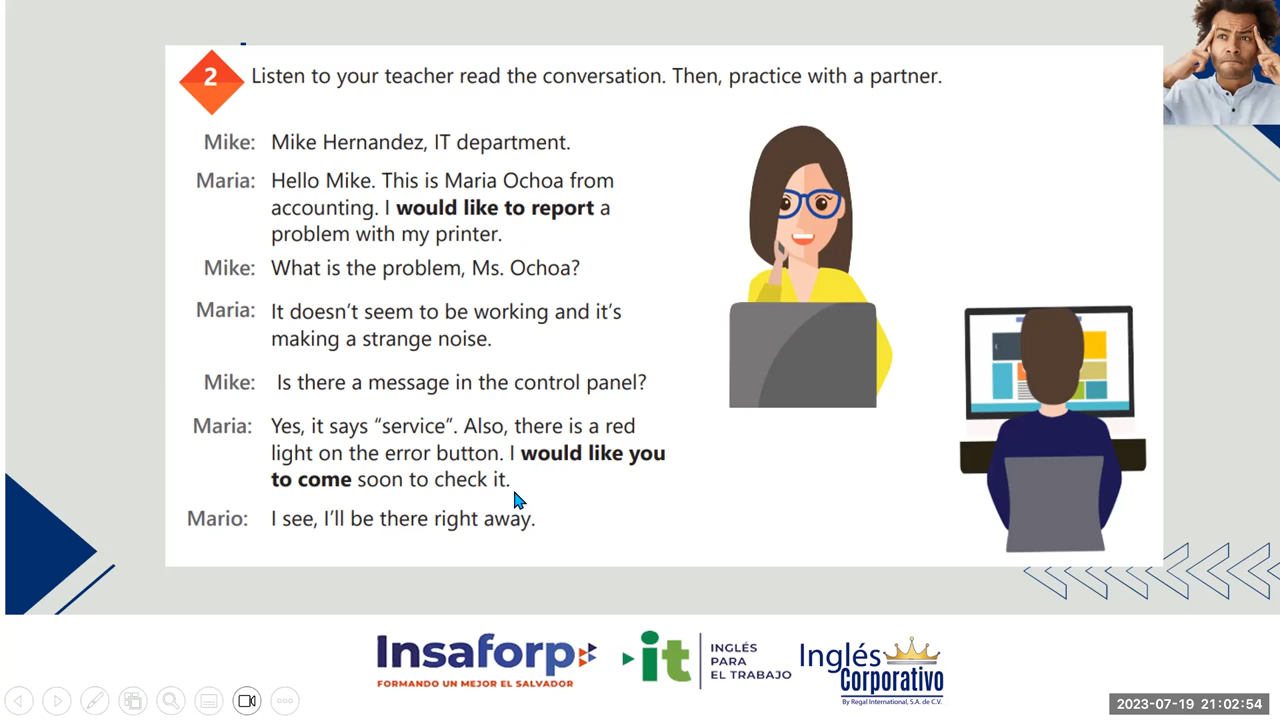 2
Listen to your teacher read the conversation. Then, practice with a partner.
Mike: Mike Hernandez, IT department.
Maria: Hello Mike. This is Maria Ochoa from
accounting. I would like to report a
problem with my printer.
Mike: What is the problem, Ms. Ochoa?
Maria: It doesn't seem to be working and it's
making a strange noise.
Mike: Is there a message in the control panel?
Maria: Yes, it says “service”. Also, there is a red
light on the error button. I would like you
to come soon to check it.
Mario: I see, I'll be there right away.
Insaforp
FORMANDO UN MEJOR EL SALVADOR
it
INGLÉS
PARA
EL TRABAJO
Inglés
Corporativo
By Regal International, S.A. de C.V.
2023-07-19 21:02:54